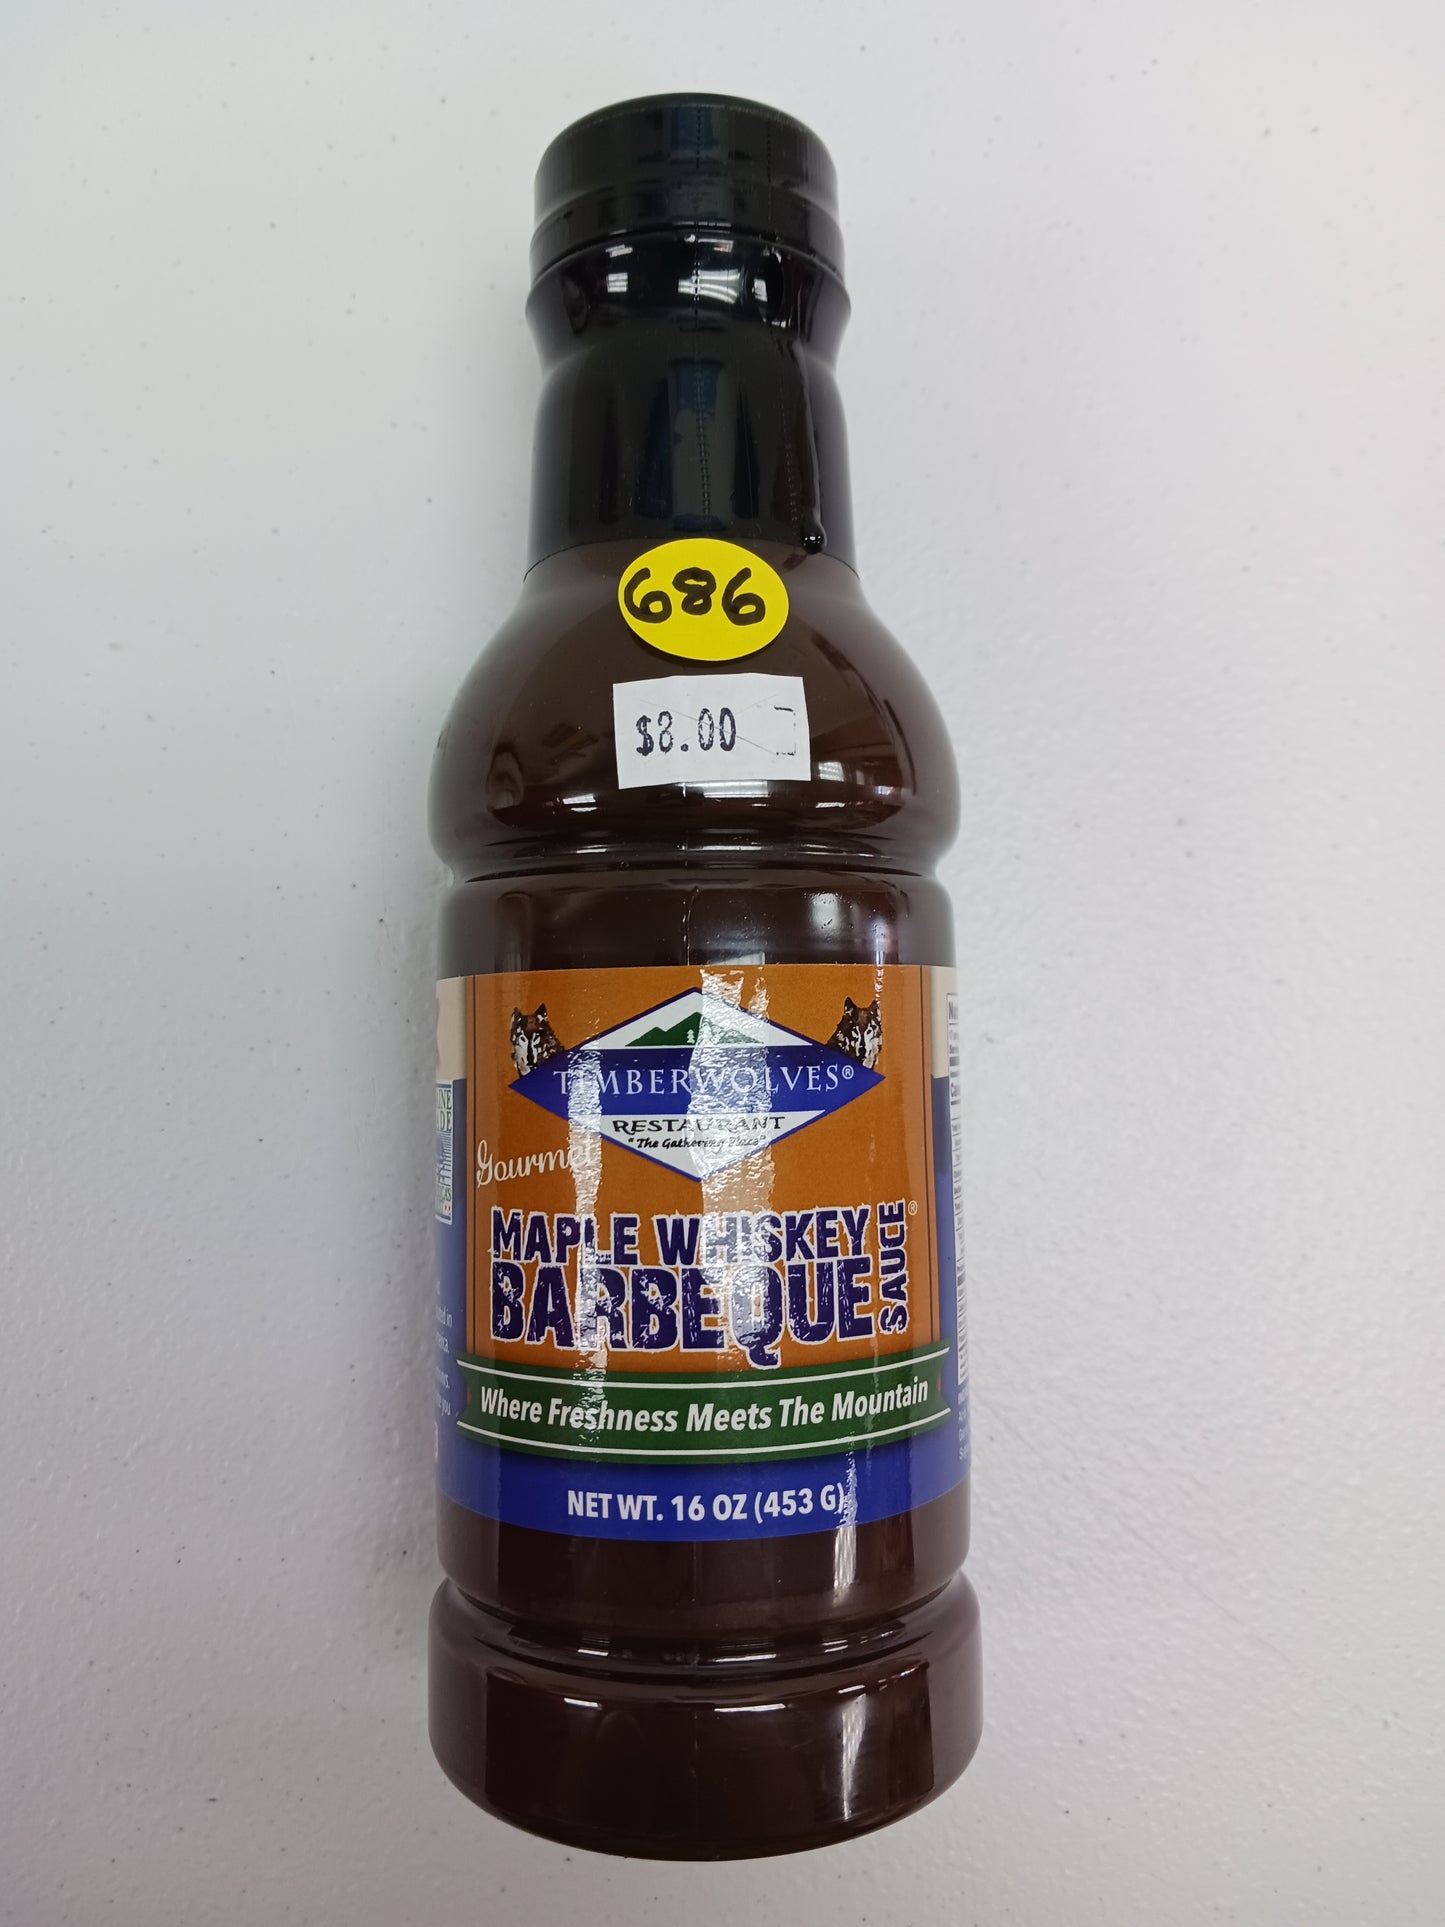 686
$8.00
TIMBERWOLVES®
RESTAURANT
"The Gathering Place"
Gourmet
MAPLE WHISKEY
BARBEQUE
SAUCE®
Where Freshness Meets The Mountain
NET WT. 16 OZ (453 G)